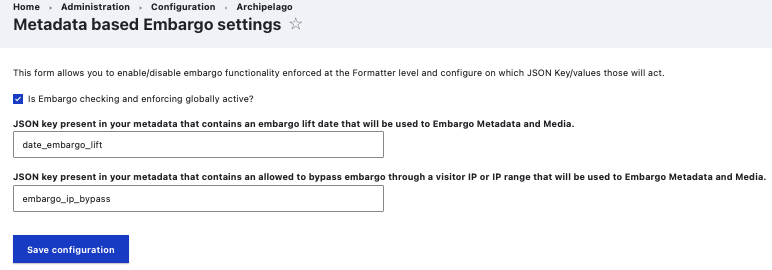 Home › Administration › Configuration › Archipelago
Metadata based Embargo settings ☆
This form allows you to enable/disable embargo functionality enforced at the Formatter level and configure on which JSON Key/values those will act.
Is Embargo checking and enforcing globally active?
JSON key present in your metadata that contains an embargo lift date that will be used to Embargo Metadata and Media.
date_embargo_lift
JSON key present in your metadata that contains an allowed to bypass embargo through a visitor IP or IP range that will be used to Embargo Metadata and Media.
embargo_ip_bypass
Save configuration